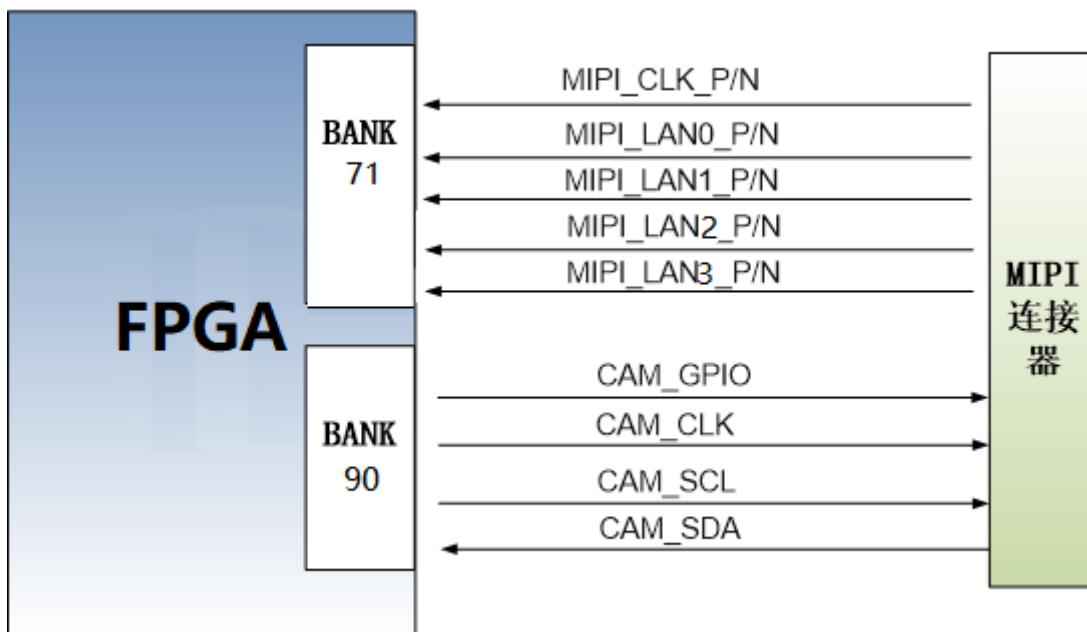 FPGA
BANK
71
BANK
90
MIPI_CLK_P/N
MIPI_LAN0_P/N
MIPI_LAN1_P/N
MIPI_LAN2_P/N
MIPI_LAN3_P/N
CAM_GPIO
CAM_CLK
CAM_SCL
CAM_SDA
MIPI
连接
器